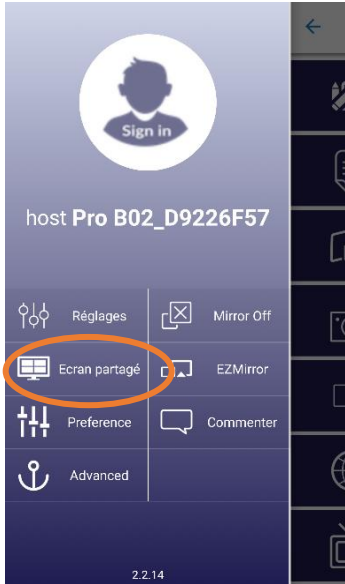 Sign in
host Pro B02_D9226F57
Réglages
Mirror Off
Ecran partagé
EZMirror
Preference
Commenter
Advanced
2.2.14